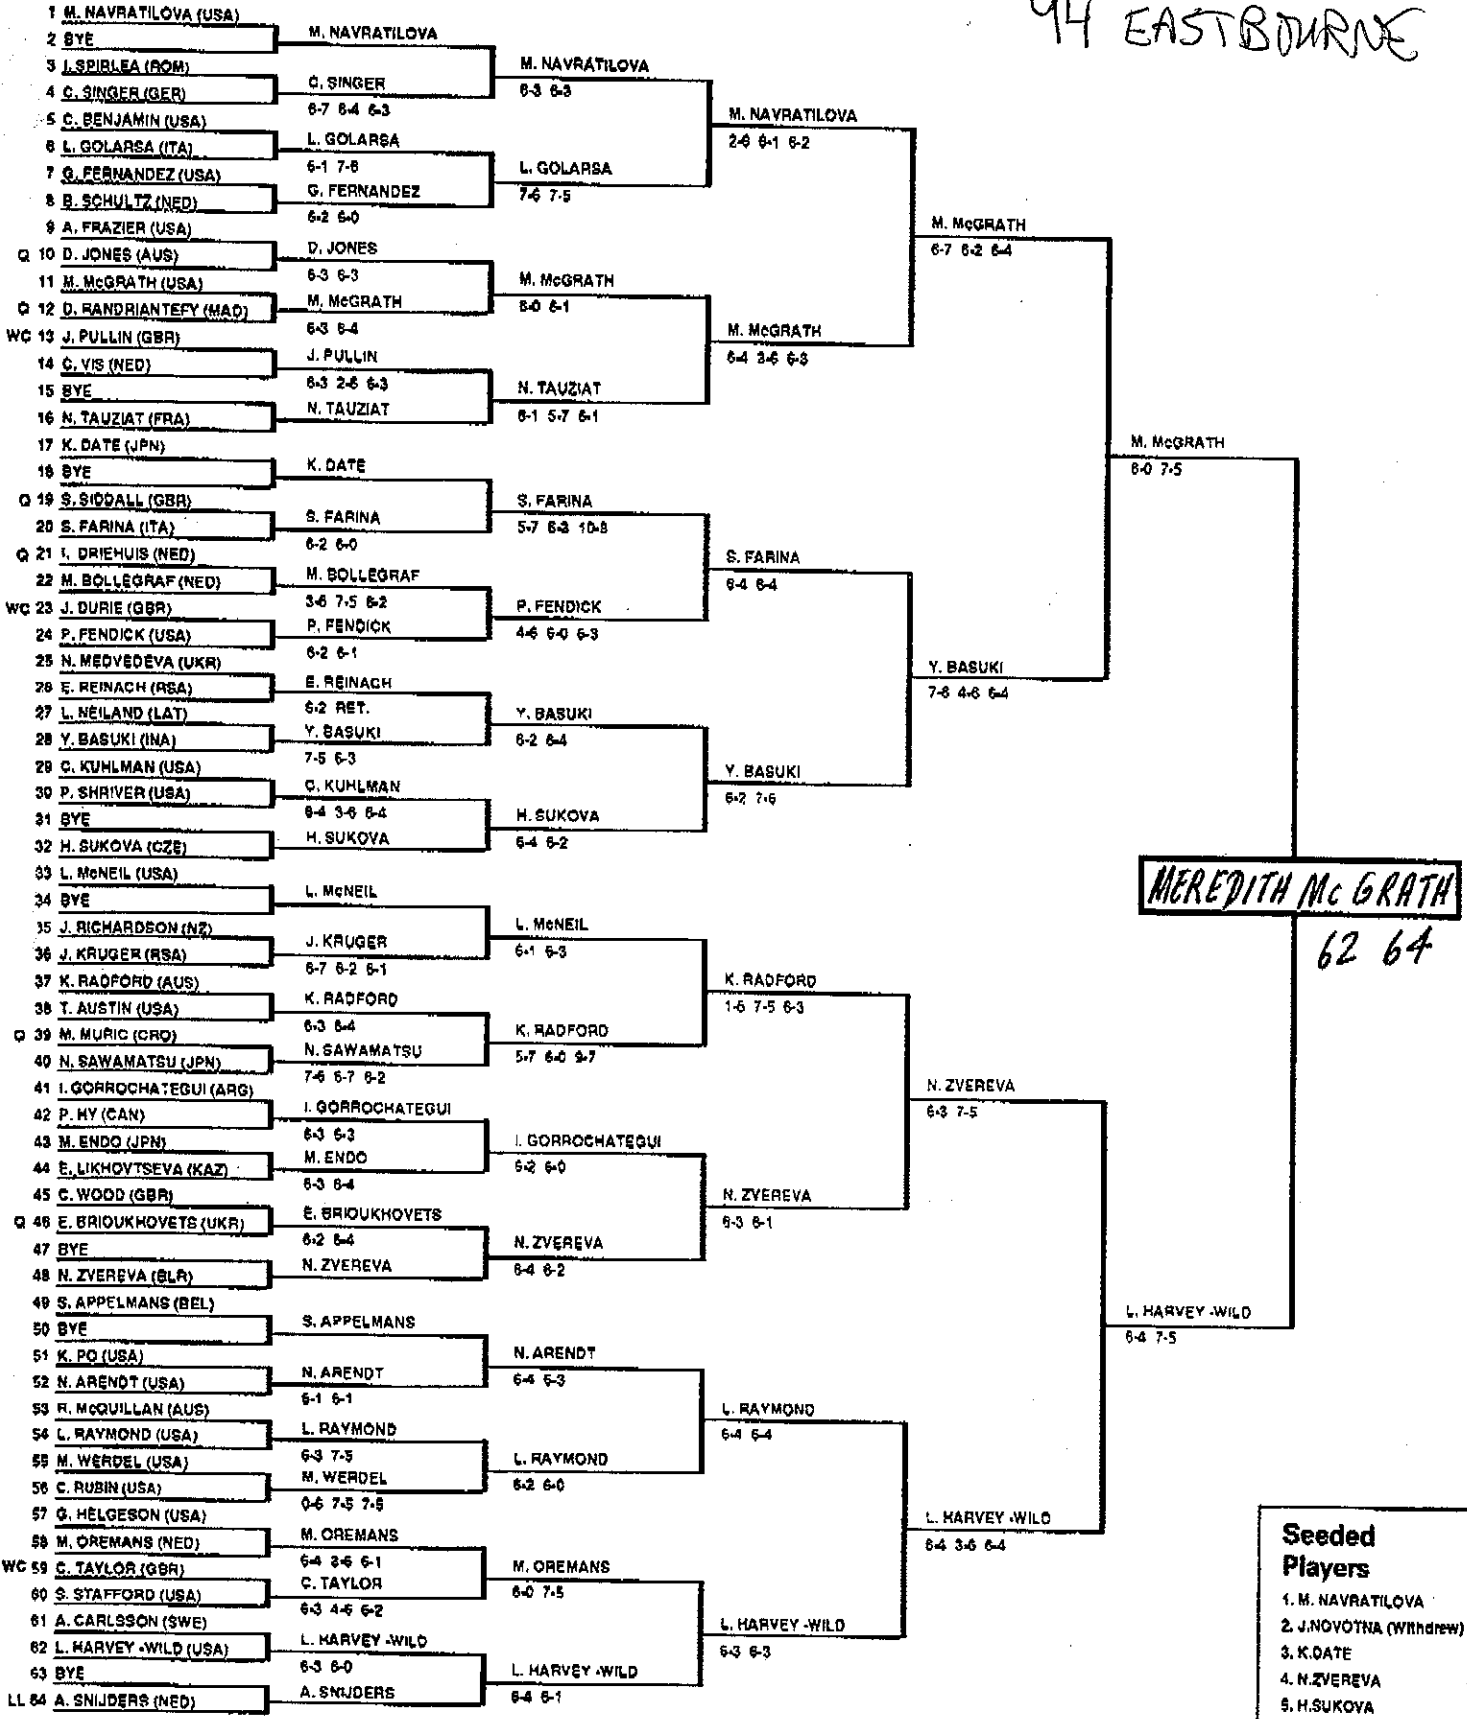 94 EASTBOURNE
1 M. NAVRATILOVA (USA)
2 BYE
3 I. SPIRLEA (ROM)
4 C. SINGER (GER)
5 C. BENJAMIN (USA)
6 L. GOLARSA (ITA)
7 G. FERNANDEZ (USA)
8 B. SCHULTZ (NED)
9 A. FRAZIER (USA)
Q 10 D. JONES (AUS)
11 M. McGRATH (USA)
Q 12 D. RANDRIANTEFY (MAD)
WC 13 J. PULLIN (GBR)
14 C. VIS (NED)
15 BYE
16 N. TAUZIAT (FRA)
17 K. DATE (JPN)
18 BYE
Q 19 S. SIDDALL (GBR)
20 S. FARINA (ITA)
Q 21 I. DRIEHUIS (NED)
22 M. BOLLEGRAF (NED)
WC 23 J. DURIE (GBR)
24 P. FENDICK (USA)
25 N. MEDVEDEVA (UKR)
26 E. REINACH (RSA)
27 L. NEILAND (LAT)
28 Y. BASUKI (INA)
29 C. KUHLMAN (USA)
30 P. SHRIVER (USA)
31 BYE
32 H. SUKOVA (CZE)
33 L. McNEIL (USA)
34 BYE
35 J. RICHARDSON (NZ)
36 J. KRUGER (RSA)
37 K. RADFORD (AUS)
38 T. AUSTIN (USA)
Q 39 M. MURIC (CRO)
40 N. SAWAMATSU (JPN)
41 I. GORROCHATEGUI (ARG)
42 P. HY (CAN)
43 M. ENDO (JPN)
44 E. LIKHOVTSEVA (KAZ)
45 C. WOOD (GBR)
Q 46 E. BRIOUKHOVETS (UKR)
47 BYE
48 N. ZVEREVA (BLR)
49 S. APPELMANS (BEL)
50 BYE
51 K. PO (USA)
52 N. ARENDT (USA)
53 R. McQUILLAN (AUS)
54 L. RAYMOND (USA)
55 M. WERDEL (USA)
56 C. RUBIN (USA)
57 G. HELGESON (USA)
58 M. OREMANS (NED)
WC 59 C. TAYLOR (GBR)
60 S. STAFFORD (USA)
61 A. CARLSSON (SWE)
62 L. HARVEY-WILD (USA)
63 BYE
LL 64 A. SNIJDERS (NED)
M. NAVRATILOVA
C. SINGER
6-7 6-4 6-3
L. GOLARSA
6-1 7-6
G. FERNANDEZ
6-2 6-0
D. JONES
6-3 6-3
M. McGRATH
6-3 6-4
J. PULLIN
6-3 2-6 6-3
N. TAUZIAT
K. DATE
S. FARINA
6-2 6-0
M. BOLLEGRAF
3-6 7-5 6-2
P. FENDICK
6-2 6-1
E. REINACH
6-2 RET.
Y. BASUKI
7-5 6-3
C. KUHLMAN
6-4 3-6 6-4
H. SUKOVA
L. McNEIL
J. KRUGER
6-7 6-2 6-1
K. RADFORD
6-3 6-4
N. SAWAMATSU
7-6 6-7 6-2
I. GORROCHATEGUI
6-3 6-3
M. ENDO
6-3 6-4
E. BRIOUKHOVETS
6-2 6-4
N. ZVEREVA
S. APPELMANS
N. ARENDT
6-1 6-1
L. RAYMOND
6-3 7-5
M. WERDEL
0-6 7-5 7-5
M. OREMANS
6-4 3-6 6-1
C. TAYLOR
6-3 4-6 6-2
L. HARVEY-WILD
6-3 6-0
A. SNIJDERS
M. NAVRATILOVA
6-3 6-3
L. GOLARSA
7-6 7-5
M. McGRATH
6-0 6-1
N. TAUZIAT
6-1 5-7 6-1
S. FARINA
5-7 6-3 10-8
P. FENDICK
4-6 6-0 6-3
Y. BASUKI
6-2 6-4
H. SUKOVA
6-4 6-2
L. McNEIL
6-1 6-3
K. RADFORD
5-7 6-0 9-7
I. GORROCHATEGUI
6-2 6-0
N. ZVEREVA
6-4 6-2
N. ARENDT
6-4 6-3
L. RAYMOND
6-2 6-0
M. OREMANS
6-0 7-5
L. HARVEY-WILD
6-4 6-1
M. NAVRATILOVA
2-6 6-1 6-2
M. McGRATH
6-4 3-6 6-3
S. FARINA
6-4 6-4
Y. BASUKI
6-2 7-6
K. RADFORD
1-6 7-5 6-3
N. ZVEREVA
6-3 6-1
L. RAYMOND
6-4 6-4
L. HARVEY-WILD
6-3 6-3
M. McGRATH
6-7 6-2 6-4
Y. BASUKI
7-6 4-6 6-4
N. ZVEREVA
6-3 7-5
L. HARVEY-WILD
6-4 3-6 6-4
M. McGRATH
6-0 7-5
L. HARVEY-WILD
6-4 7-5
MEREDITH Mc GRATH
62 64
Seeded
Players
1. M. NAVRATILOVA
2. J. NOVOTNA (Withdrew)
3. K. DATE
4. N. ZVEREVA
5. H. SUKOVA